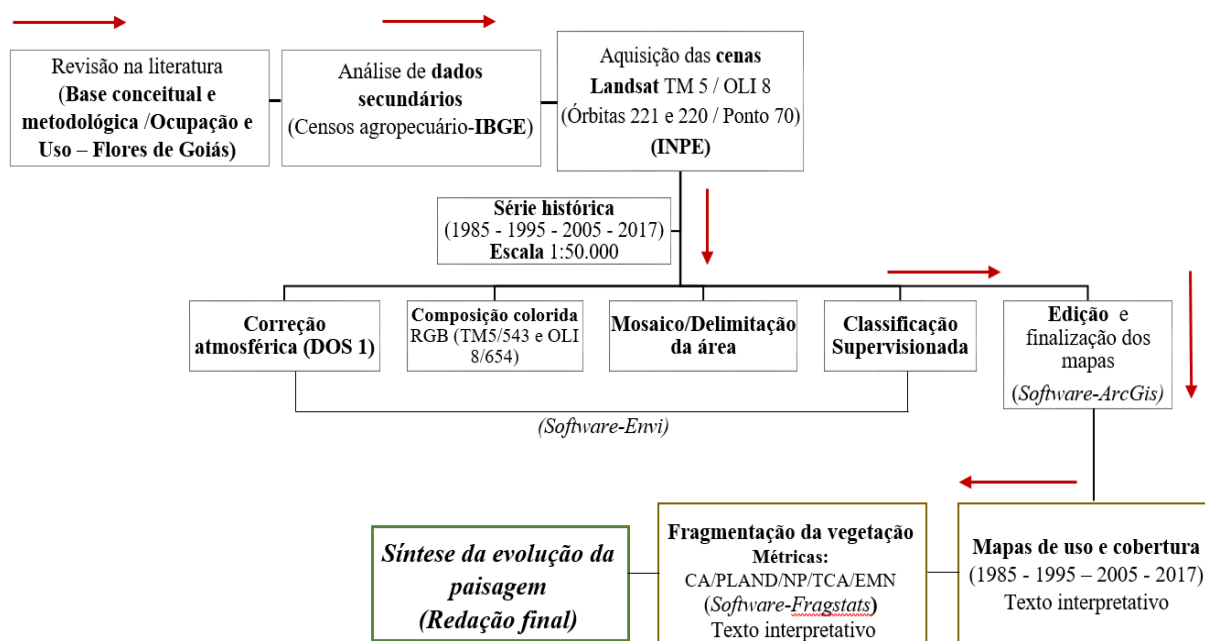 Revisão na literatura
(Base conceitual e
metodológica /Ocupação e
Uso – Flores de Goiás)
Análise de dados
secundários
(Censos agropecuário-IBGE)
Aquisição das cenas
Landsat TM 5 / OLI 8
(Órbitas 221 e 220 / Ponto 70)
(INPE)
Série histórica
(1985 - 1995 - 2005 - 2017)
Escala 1:50.000
Correção
atmosférica (DOS 1)
Composição colorida
RGB (TM5/543 e OLI
8/654)
Mosaico/Delimitação
da área
Classificação
Supervisionada
Edição e
finalização dos
mapas
(Software-ArcGis)
(Software-Envi)
Síntese da evolução da
paisagem
(Redação final)
Fragmentação da vegetação
Métricas:
CA/PLAND/NP/TCA/EMN
(Software-Fragstats)
Texto interpretativo
Mapas de uso e cobertura
(1985 - 1995 – 2005 - 2017)
Texto interpretativo